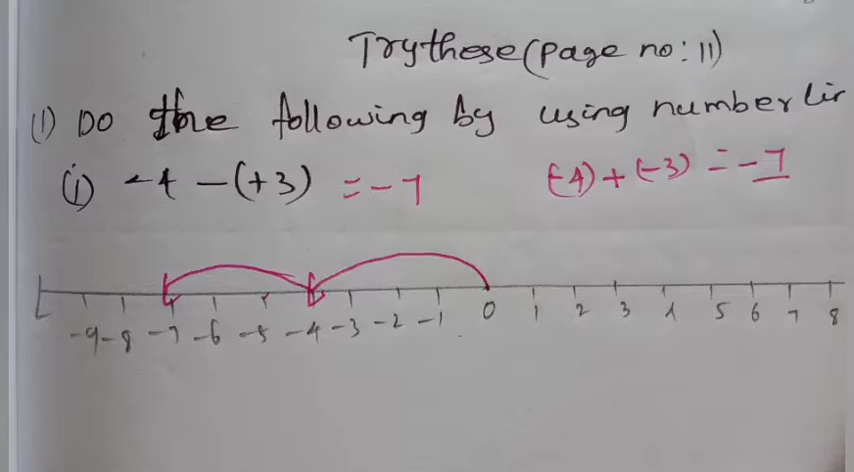 Try these (page no: 11)
(1) Do the following by using number lin
(i) -4 - (+3) = -7 (-4) + (-3) = -7
-9 -8 -7 -6 -5 -4 -3 -2 -1 0 1 2 3 4 5 6 7 8